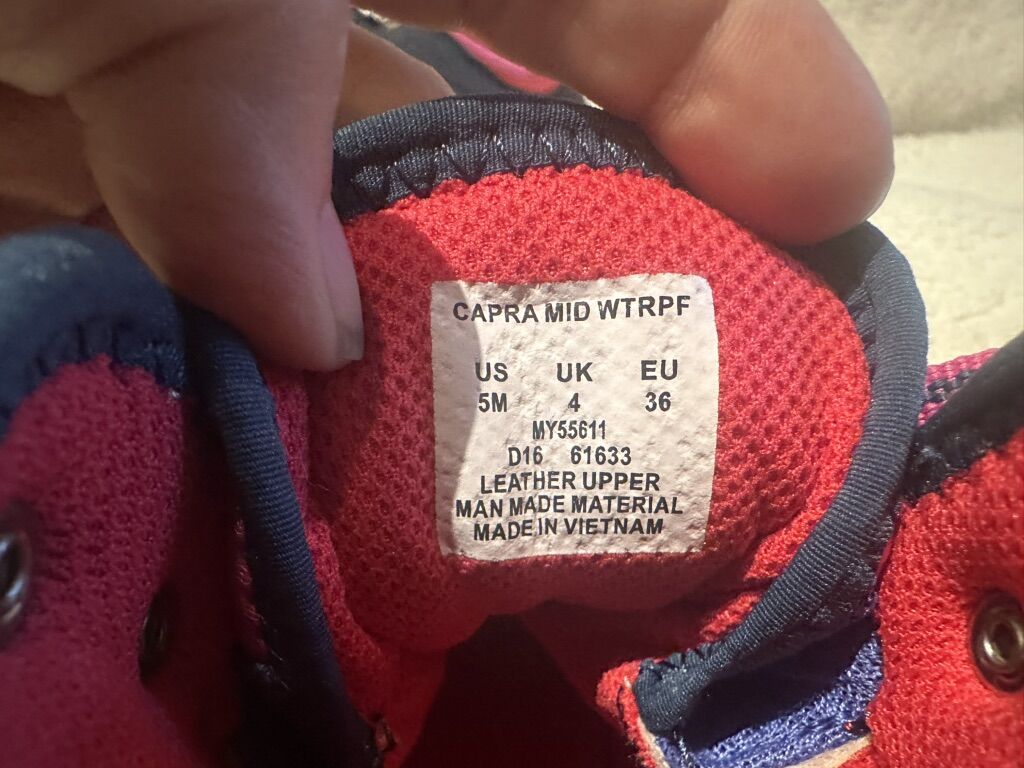 CAPRA MID WTRPF
US UK EU
5M 4 36
MY55611
D16 61633
LEATHER UPPER
MAN MADE MATERIAL
MADE IN VIETNAM